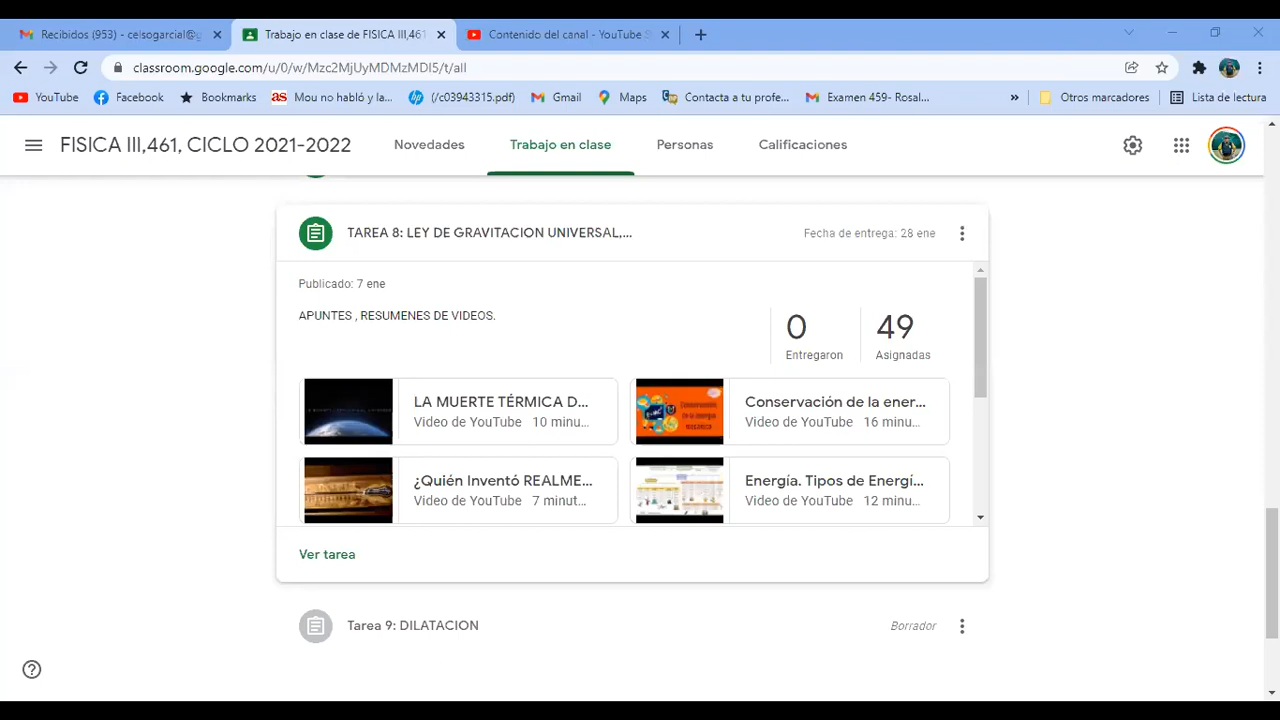 Recibidos (953) - celsogarcial@g
Trabajo en clase de FISICA III,461
Contenido del canal - YouTube S
classroom.google.com/u/0/w/Mzc2MjUyMDMzMDI5/t/all
YouTube
Facebook
Bookmarks
Mou no habló y la...
(/c03943315.pdf)
Gmail
Maps
Contacta a tu profe...
Examen 459- Rosal...
»
Otros marcadores
Lista de lectura
FISICA III,461, CICLO 2021-2022
Novedades
Trabajo en clase
Personas
Calificaciones
TAREA 8: LEY DE GRAVITACION UNIVERSAL,...
Fecha de entrega: 28 ene
Publicado: 7 ene
APUNTES , RESUMENES DE VIDEOS.
0
Entregaron
49
Asignadas
LA MUERTE TÉRMICA D...
Video de YouTube 10 minu...
Conservación de la ener...
Video de YouTube 16 minu...
¿Quién Inventó REALME...
Video de YouTube 7 minut...
Energía. Tipos de Energí...
Video de YouTube 12 minu...
Ver tarea
Tarea 9: DILATACION
Borrador